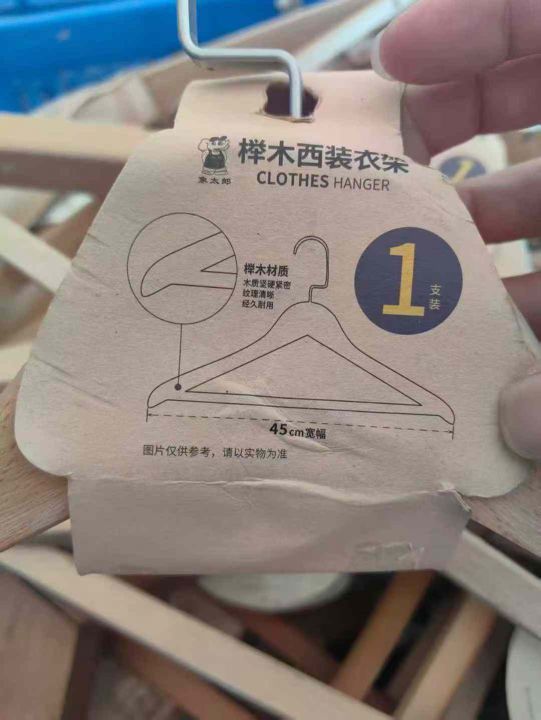 象太郎
榉木西装衣架
CLOTHES HANGER
榉木材质
木质坚硬紧密
纹理清晰
经久耐用
1
支装
45cm宽幅
图片仅供参考，请以实物为准
1